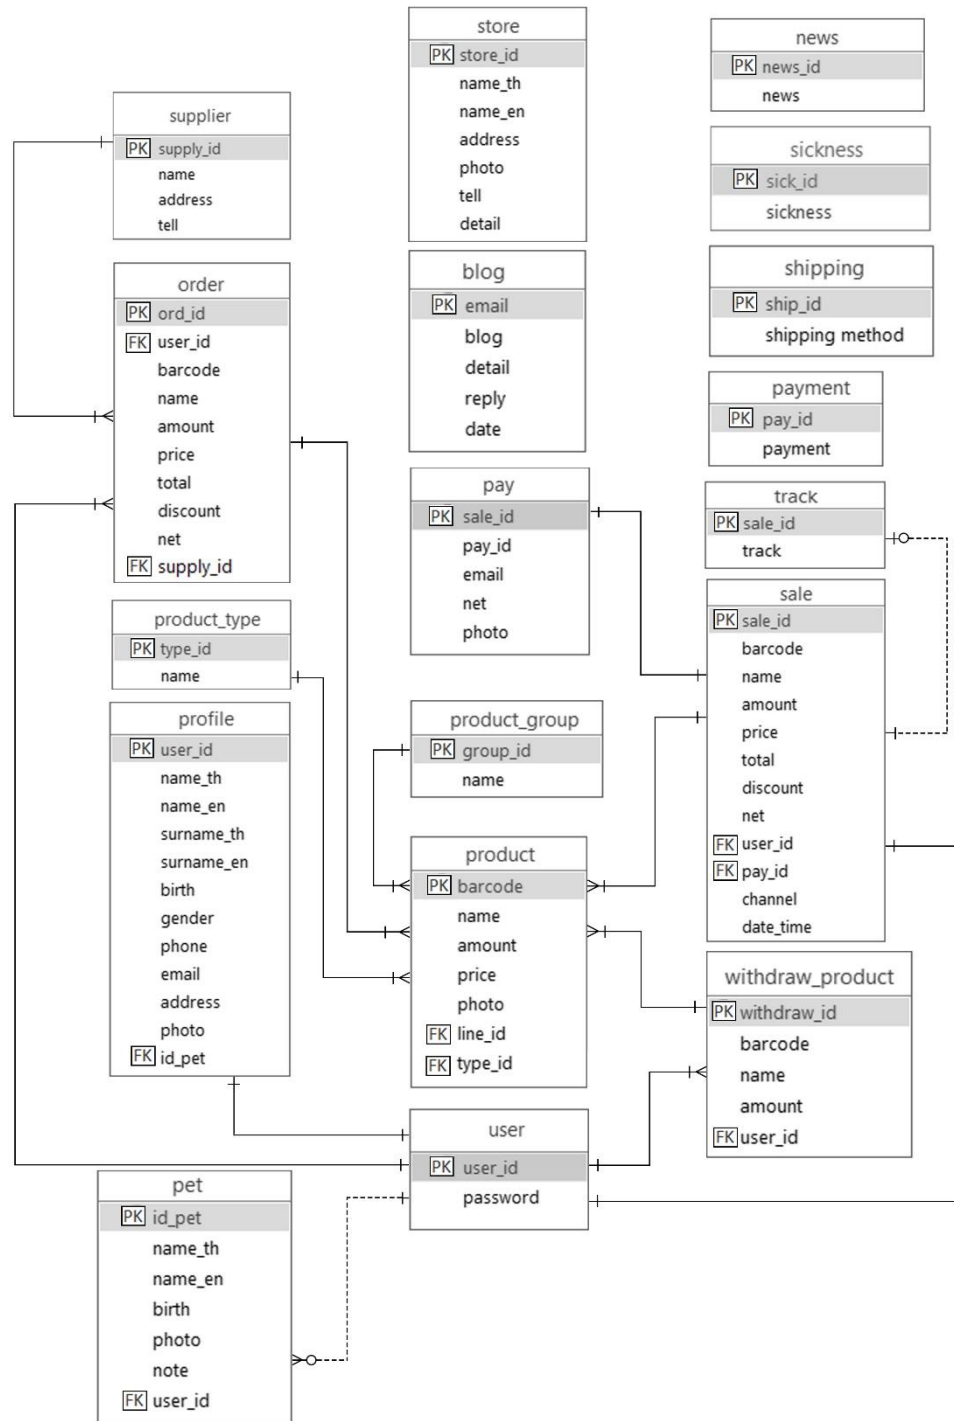 supplier
PK supply_id
name
address
tell
order
PK ord_id
FK user_id
barcode
name
amount
price
total
discount
net
FK supply_id
product_type
PK type_id
name
profile
PK user_id
name_th
name_en
surname_th
surname_en
birth
gender
phone
email
address
photo
FK id_pet
pet
PK id_pet
name_th
name_en
birth
photo
note
FK user_id
store
PK store_id
name_th
name_en
address
photo
tell
detail
blog
PK email
blog
detail
reply
date
pay
PK sale_id
pay_id
email
net
photo
product_group
PK group_id
name
product
PK barcode
name
amount
price
photo
FK line_id
FK type_id
user
PK user_id
password
news
PK news_id
news
sickness
PK sick_id
sickness
shipping
PK ship_id
shipping method
payment
PK pay_id
payment
track
PK sale_id
track
sale
PK sale_id
barcode
name
amount
price
total
discount
net
FK user_id
FK pay_id
channel
date_time
withdraw_product
PK withdraw_id
barcode
name
amount
FK user_id